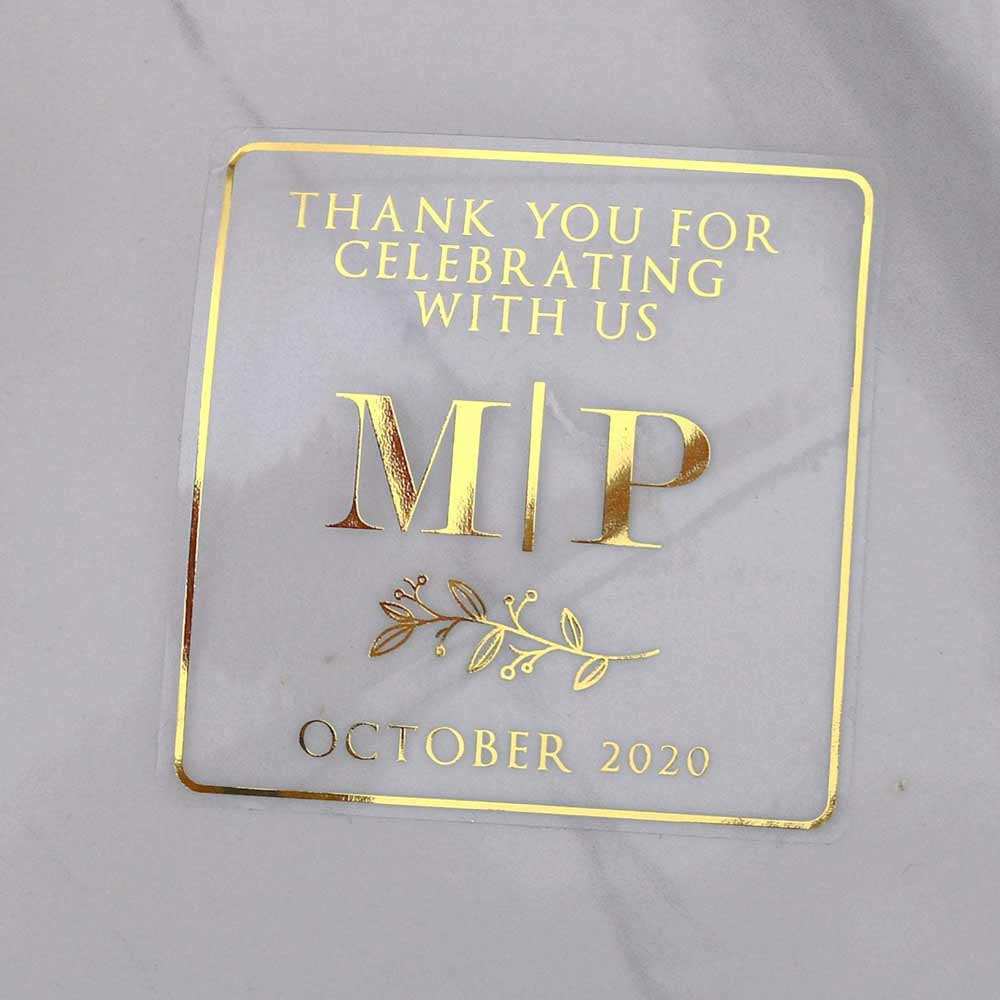 THANK YOU FOR
CELEBRATING
WITH US
M|P
OCTOBER 2020